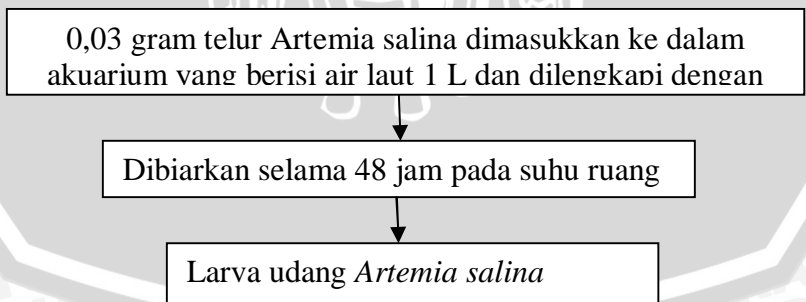 0,03 gram telur Artemia salina dimasukkan ke dalam
akuarium yang berisi air laut 1 L dan dilengkapi dengan
Dibiarkan selama 48 jam pada suhu ruang
Larva udang Artemia salina